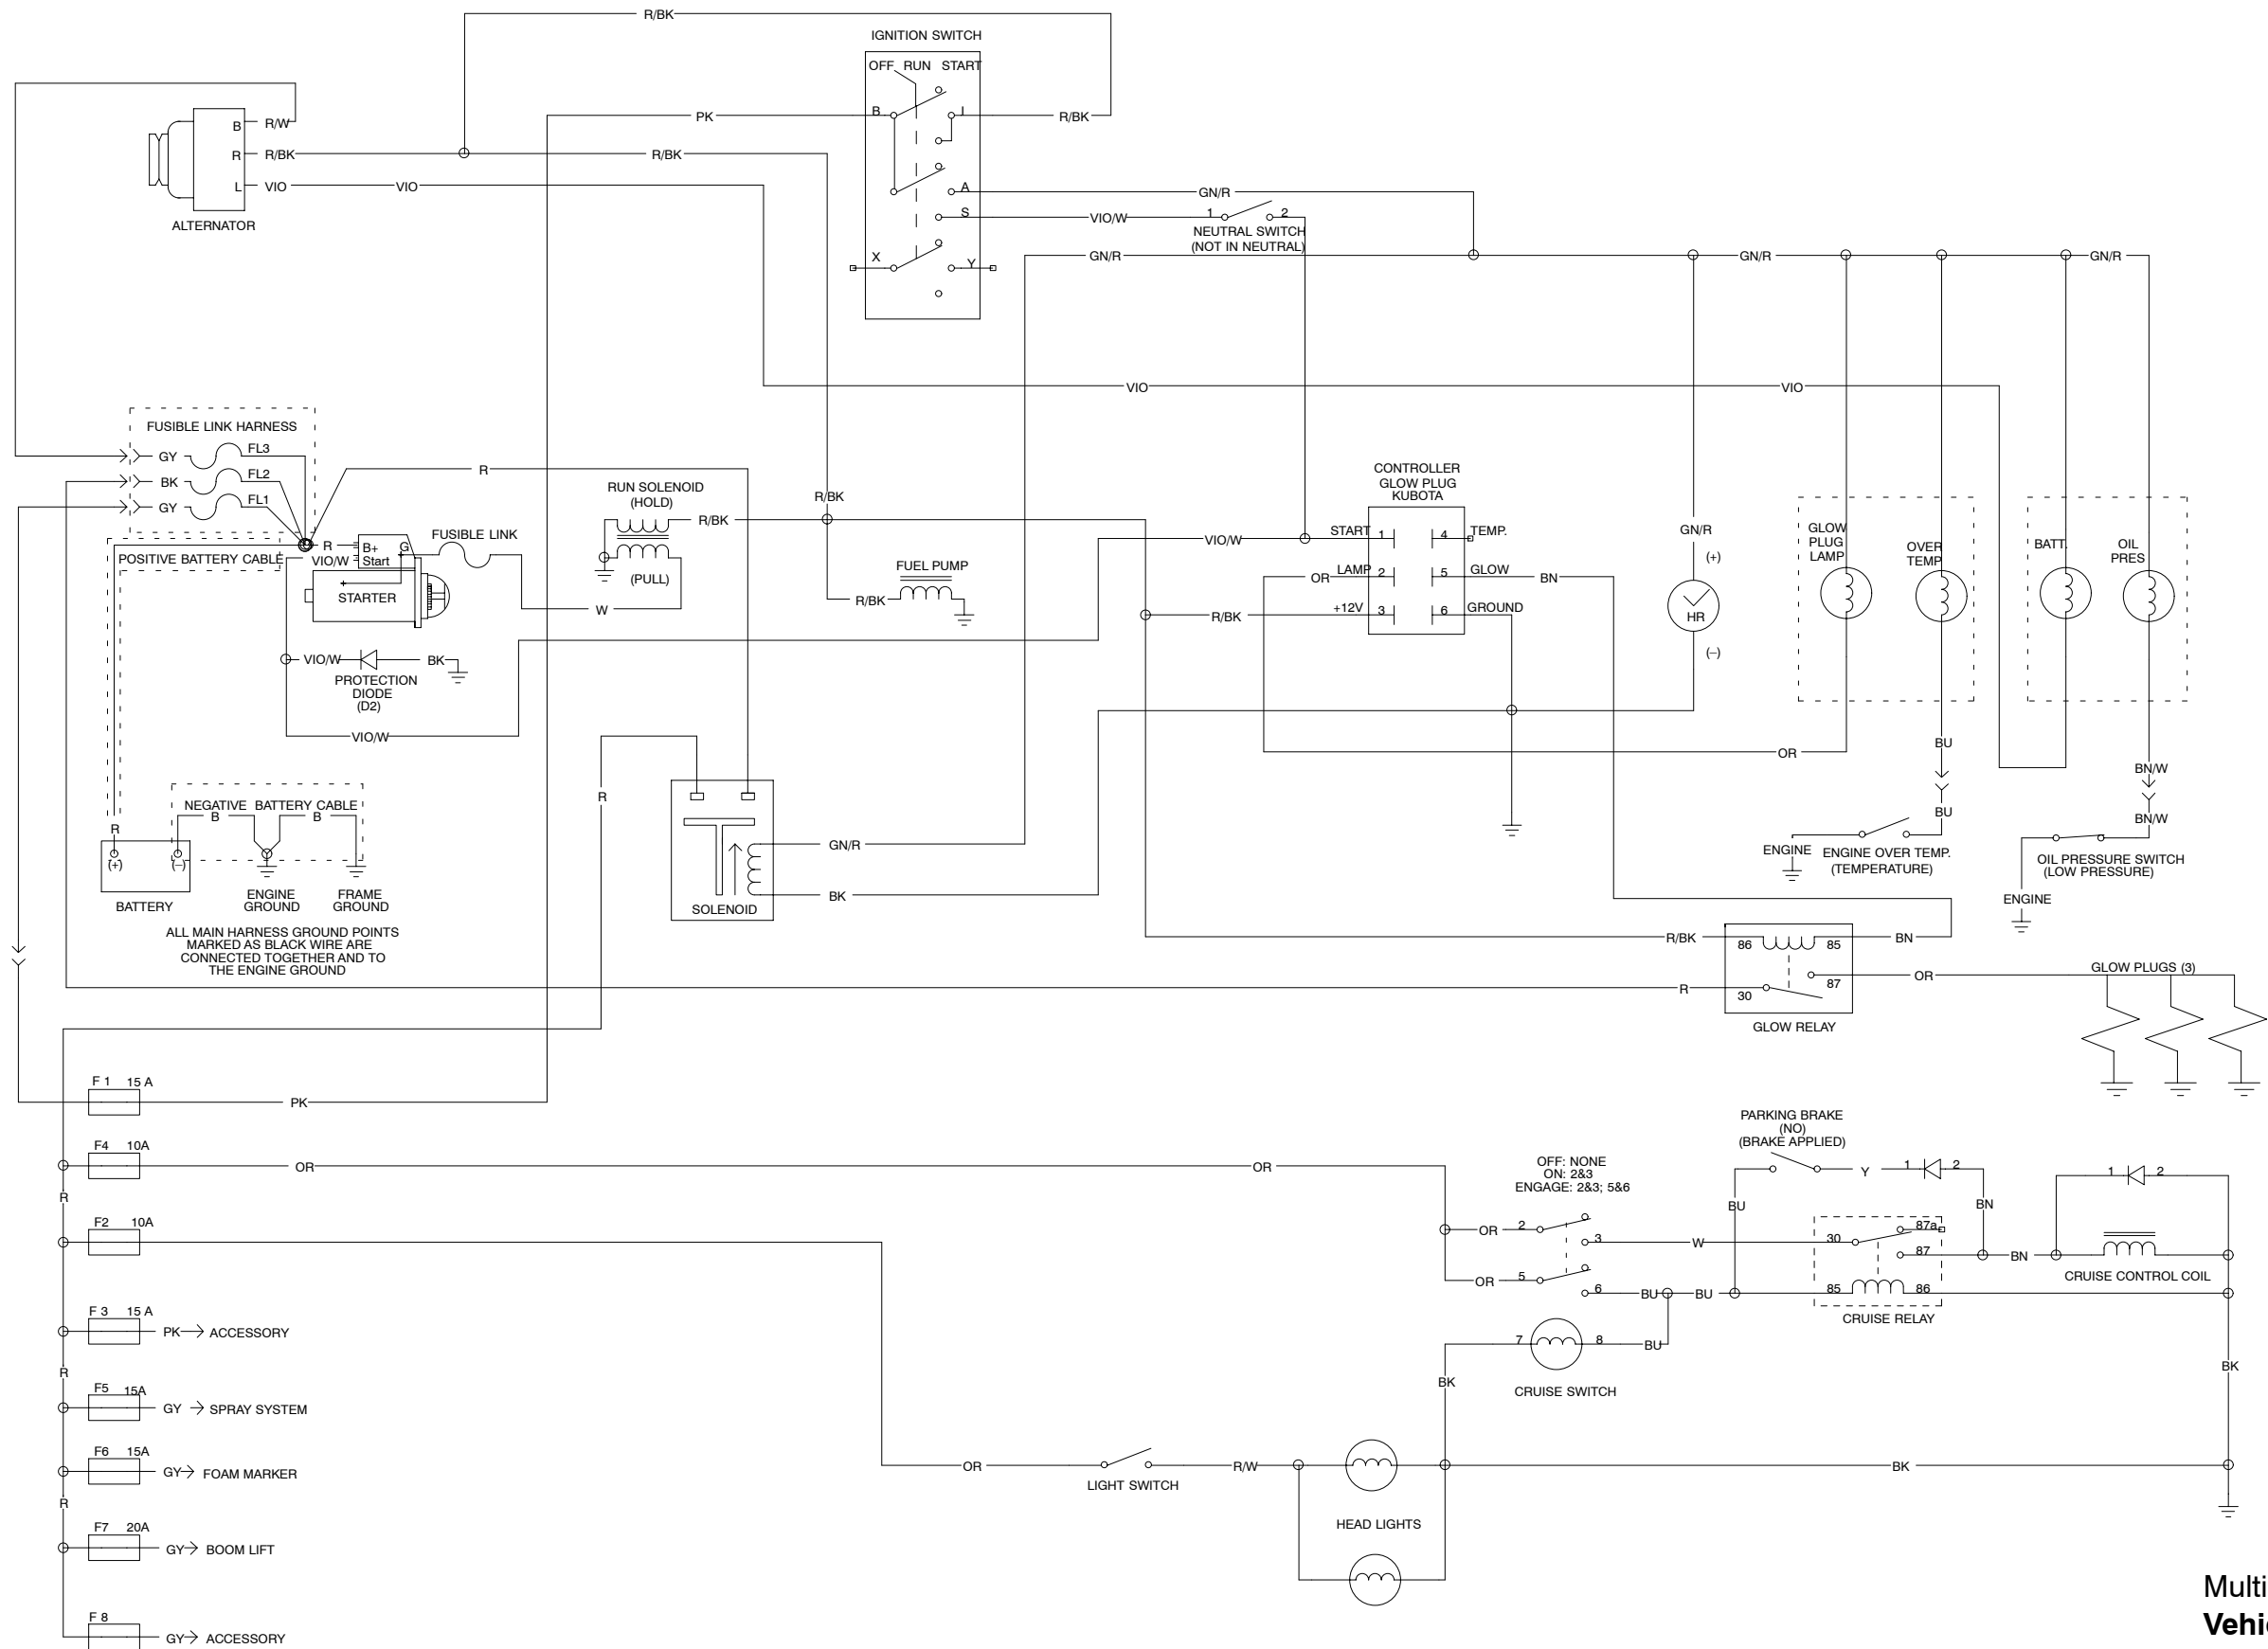 R/BK
IGNITION SWITCH
OFF RUN START
B
I
PK
R/BK
B
R/W
R
R/BK
R/BK
L
VIO
VIO
ALTERNATOR
A
GN/R
S
VIO/W
1
2
NEUTRAL SWITCH
(NOT IN NEUTRAL)
X
Y
GN/R
GN/R
GN/R
VIO
VIO
FUSIBLE LINK HARNESS
GY
FL3
BK
FL2
GY
FL1
R
RUN SOLENOID
(HOLD)
R/BK
R/BK
(PULL)
W
FUSIBLE LINK
POSITIVE BATTERY CABLE
R
VIO/W
B+
G
Start
STARTER
VIO/W
BK
PROTECTION
DIODE
(D2)
VIO/W
FUEL PUMP
R/BK
CONTROLLER
GLOW PLUG
KUBOTA
VIO/W
START
1
4
TEMP.
OR
LAMP
2
5
GLOW
BN
R/BK
+12V
3
6
GROUND
GN/R
(+)
HR
(–)
GLOW
PLUG
LAMP
OVER
TEMP
BATT.
OIL
PRES
OR
BU
BU
BN/W
BN/W
ENGINE
ENGINE OVER TEMP.
(TEMPERATURE)
OIL PRESSURE SWITCH
(LOW PRESSURE)
ENGINE
R
NEGATIVE BATTERY CABLE
B
B
R
(+)
(–)
BATTERY
ENGINE
GROUND
FRAME
GROUND
ALL MAIN HARNESS GROUND POINTS
MARKED AS BLACK WIRE ARE
CONNECTED TOGETHER AND TO
THE ENGINE GROUND
GN/R
BK
SOLENOID
R/BK
86
85
BN
87
OR
R
30
GLOW RELAY
GLOW PLUGS (3)
F 1 15 A
PK
F4 10A
OR
OR
R
F2 10A
F 3 15 A
PK
ACCESSORY
R
F5 15A
GY
SPRAY SYSTEM
F6 15A
GY
FOAM MARKER
R
F7 20A
GY
BOOM LIFT
F 8
GY
ACCESSORY
OFF: NONE
ON: 2&3
ENGAGE: 2&3; 5&6
OR
2
3
W
OR
5
6
BU
BU
7
8
BU
BK
CRUISE SWITCH
PARKING BRAKE
(NO)
(BRAKE APPLIED)
Y
1
2
BU
BN
30
87a
87
BN
85
86
CRUISE RELAY
1
2
CRUISE CONTROL COIL
BK
OR
LIGHT SWITCH
R/W
HEAD LIGHTS
BK
Multi
Vehi